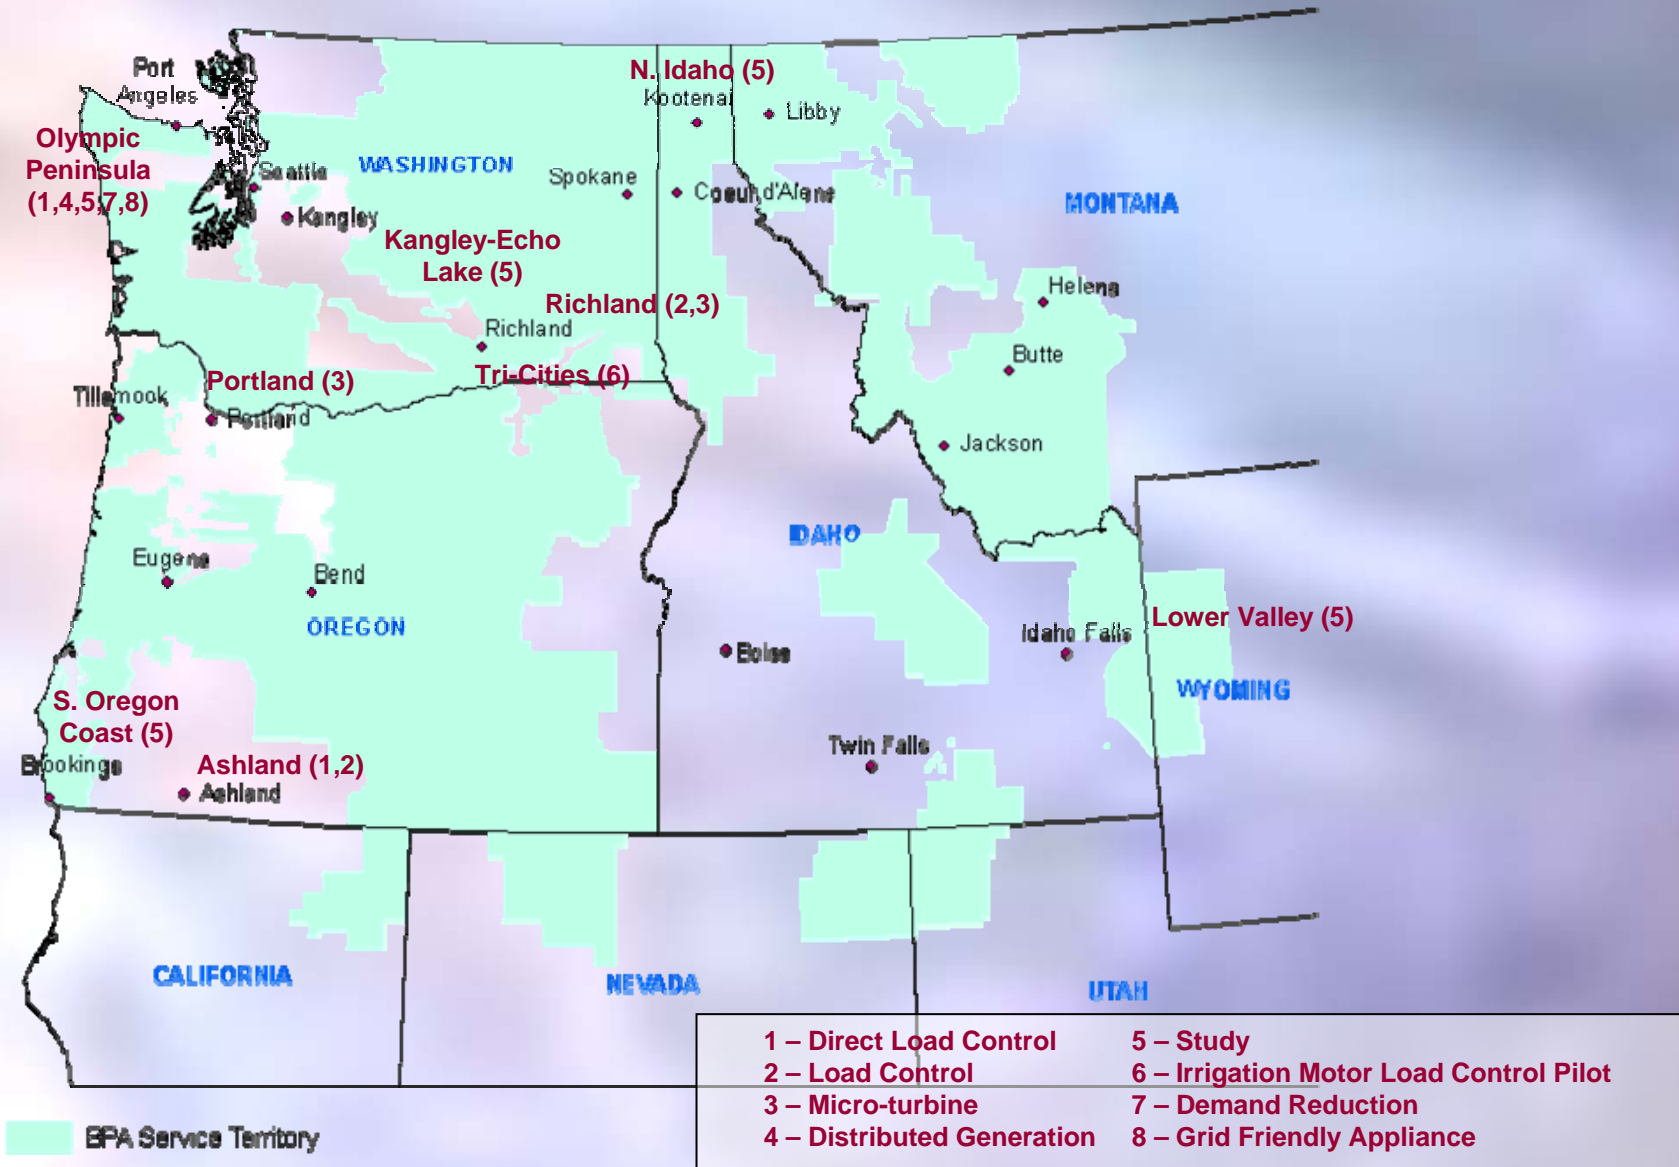 Port
Angeles
N. Idaho (5)
Kootenai
Libby
Olympic
Peninsula
(1,4,5,7,8)
Seattle
WASHINGTON
Spokane
Coeur d'Alene
MONTANA
Kangley
Kangley-Echo
Lake (5)
Helena
Richland (2,3)
Richland
Butte
Portland (3)
Tri-Cities (6)
Tillamook
Portland
Jackson
IDAHO
Eugene
Bend
OREGON
Lower Valley (5)
Idaho Falls
Boise
WYOMING
S. Oregon
Coast (5)
Twin Falls
Brookings
Ashland (1,2)
Ashland
CALIFORNIA
NEVADA
UTAH
1 – Direct Load Control
2 – Load Control
3 – Micro-turbine
4 – Distributed Generation
5 – Study
6 – Irrigation Motor Load Control Pilot
7 – Demand Reduction
8 – Grid Friendly Appliance
BPA Service Territory